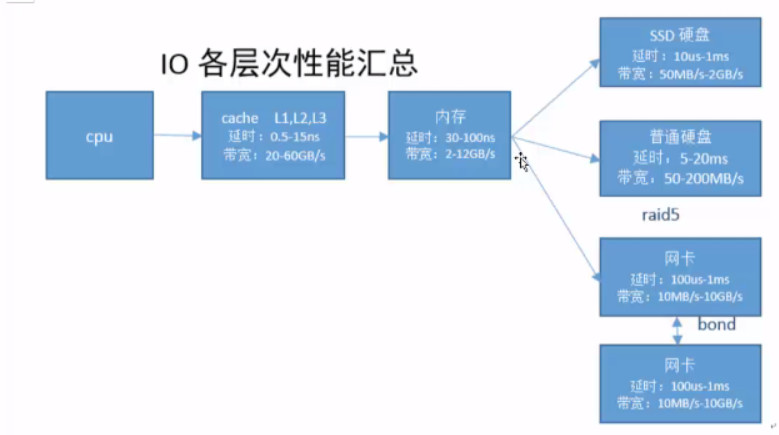 IO 各层次性能汇总
cpu
cache L1,L2,L3
延时：0.5-15ns
带宽：20-60GB/s
内存
延时：30-100ns
带宽：2-12GB/s
SSD 硬盘
延时：10us-1ms
带宽：50MB/s-2GB/s
普通硬盘
延时，5-20ms
带宽，50-200MB/s
raid5
网卡
延时：100us-1ms
带宽：10MB/s-10GB/s
bond
网卡
延时：100us-1ms
带宽：10MB/s-10GB/s